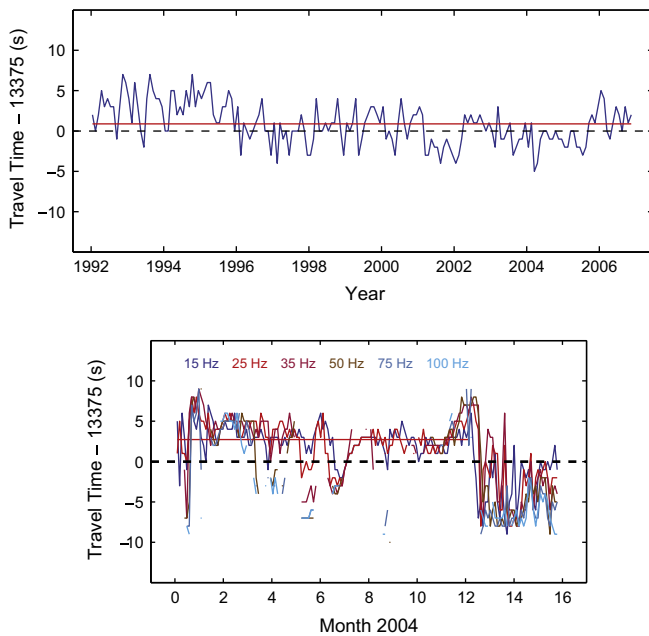 Travel Time – 13375 (s)
10
5
0
−5
−10
1992 1994 1996 1998 2000 2002 2004 2006
Year
Travel Time – 13375 (s)
15 Hz 25 Hz 35 Hz 50 Hz 75 Hz 100 Hz
10
5
0
−5
−10
0 2 4 6 8 10 12 14 16
Month 2004